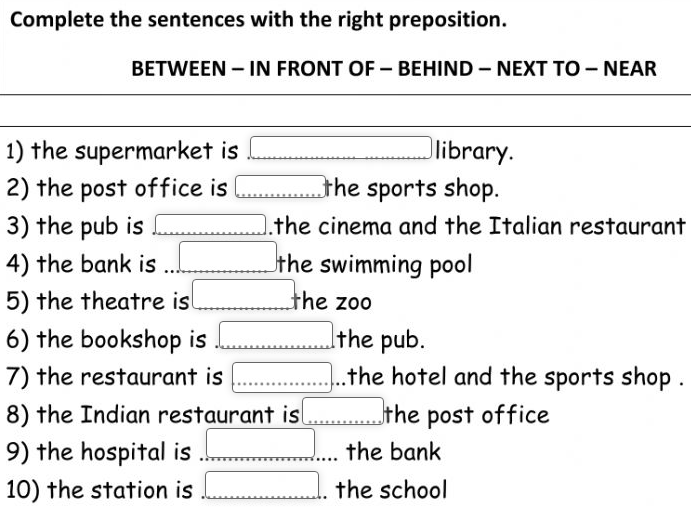 Complete the sentences with the right preposition.
BETWEEN – IN FRONT OF – BEHIND – NEXT TO – NEAR
1) the supermarket is ........................ library.
2) the post office is ............the sports shop.
3) the pub is ................the cinema and the Italian restaurant
4) the bank is ................the swimming pool
5) the theatre is..............the zoo
6) the bookshop is .................the pub.
7) the restaurant is .................the hotel and the sports shop .
8) the Indian restaurant is...........the post office
9) the hospital is ................... the bank
10) the station is ................. the school